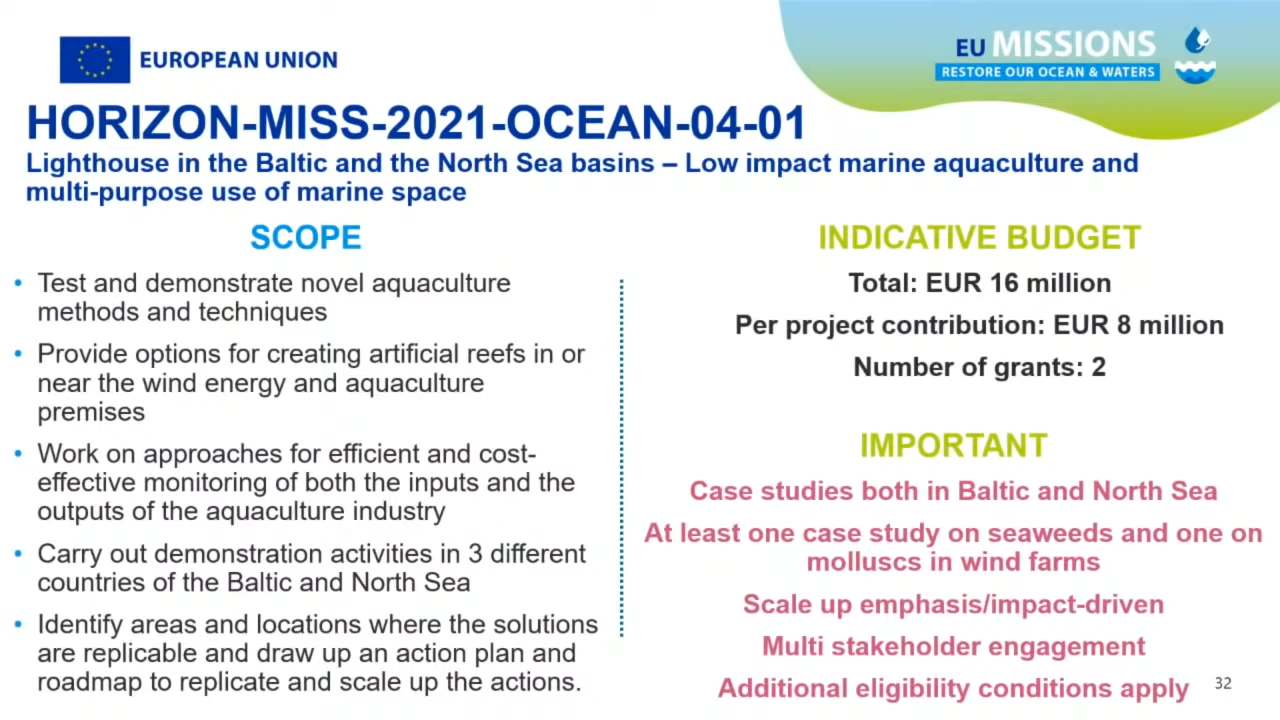 EUROPEAN UNION
EU MISSIONS
RESTORE OUR OCEAN & WATERS
HORIZON-MISS-2021-OCEAN-04-01
Lighthouse in the Baltic and the North Sea basins – Low impact marine aquaculture and
multi-purpose use of marine space
SCOPE
• Test and demonstrate novel aquaculture
methods and techniques
• Provide options for creating artificial reefs in or
near the wind energy and aquaculture
premises
• Work on approaches for efficient and cost-
effective monitoring of both the inputs and the
outputs of the aquaculture industry
• Carry out demonstration activities in 3 different
countries of the Baltic and North Sea
• Identify areas and locations where the solutions
are replicable and draw up an action plan and
roadmap to replicate and scale up the actions.
INDICATIVE BUDGET
Total: EUR 16 million
Per project contribution: EUR 8 million
Number of grants: 2
IMPORTANT
Case studies both in Baltic and North Sea
At least one case study on seaweeds and one on
molluscs in wind farms
Scale up emphasis/impact-driven
Multi stakeholder engagement
Additional eligibility conditions apply
32